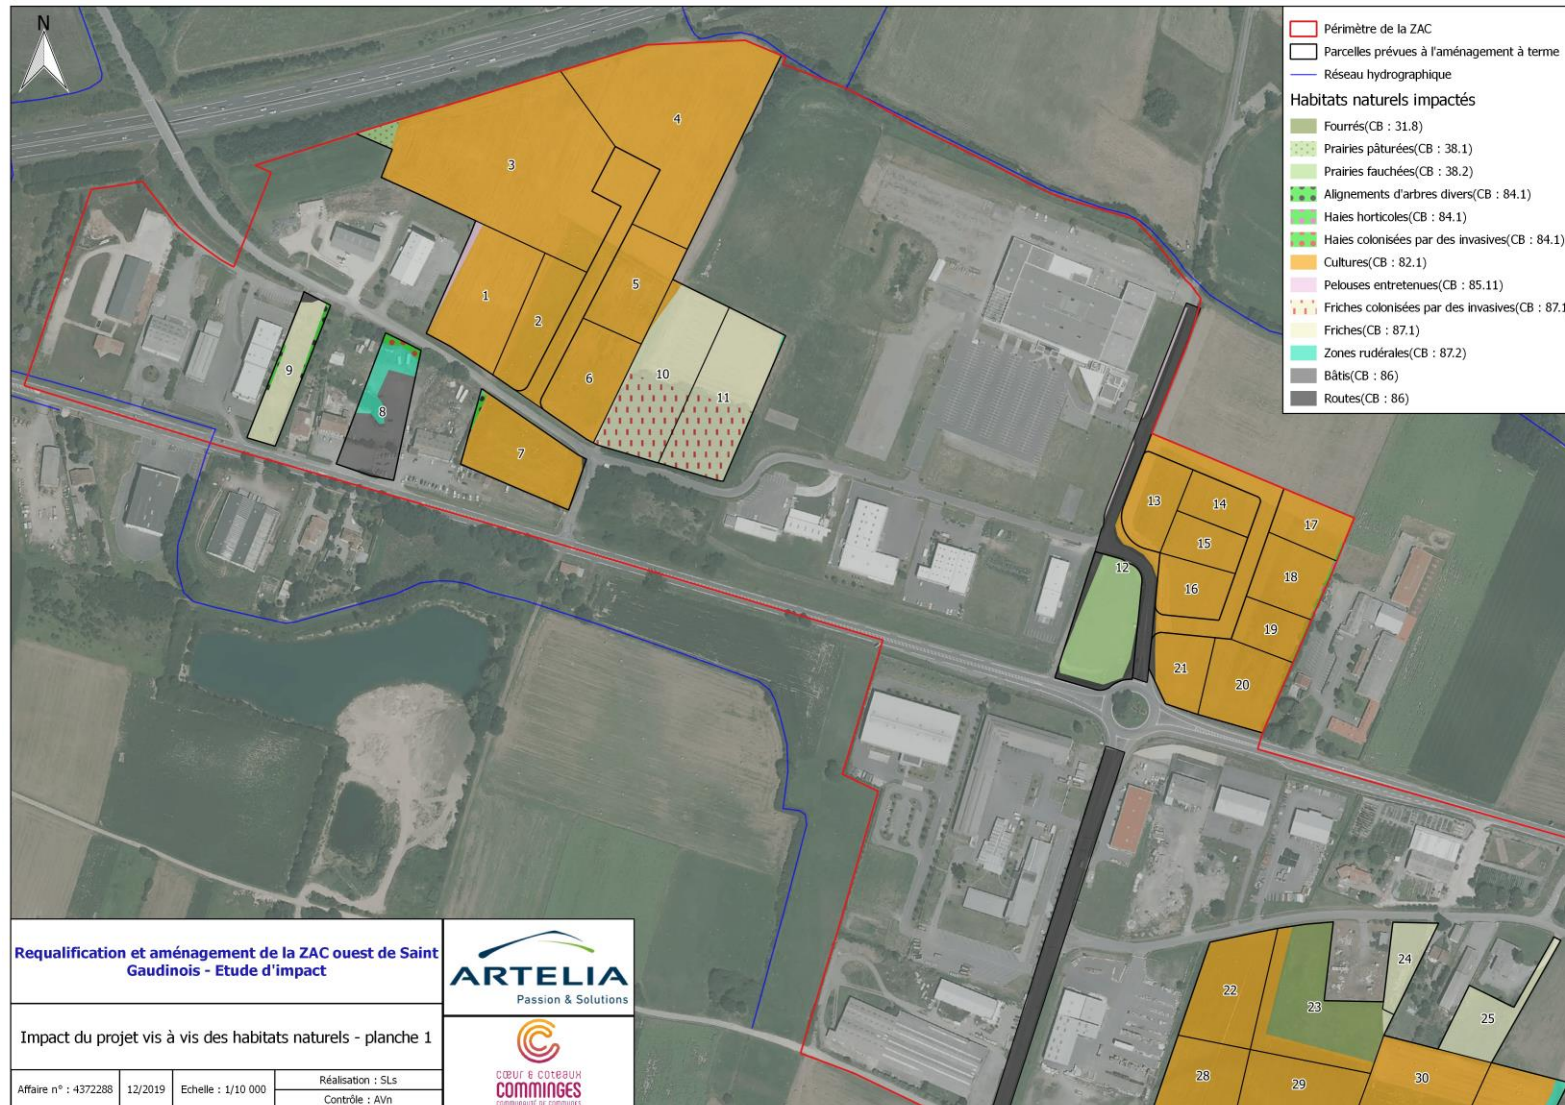 N
Périmètre de la ZAC
Parcelles prévues à l'aménagement à terme
Réseau hydrographique
Habitats naturels impactés
Fourrés(CB : 31.8)
Prairies pâturées(CB : 38.1)
Prairies fauchées(CB : 38.2)
Alignements d'arbres divers(CB : 84.1)
Haies horticoles(CB : 84.1)
Haies colonisées par des invasives(CB : 84.1)
Cultures(CB : 82.1)
Pelouses entretenues(CB : 85.11)
Friches colonisées par des invasives(CB : 87.1
Friches(CB : 87.1)
Zones rudérales(CB : 87.2)
Bâtis(CB : 86)
Routes(CB : 86)
4
3
5
1
2
6
10
11
9
8
7
13
14
15
16
17
18
19
12
21
20
22
23
24
25
28
29
30
Requalification et aménagement de la ZAC ouest de Saint
Gaudinois - Etude d'impact
Impact du projet vis à vis des habitats naturels - planche 1
Affaire n° : 4372288
12/2019
Echelle : 1/10 000
Réalisation : SLs
Contrôle : AVn
ARTELIA
Passion & Solutions
cœur & coteaux
COMMINGES
COMMUNAUTÉ DE COMMUNES